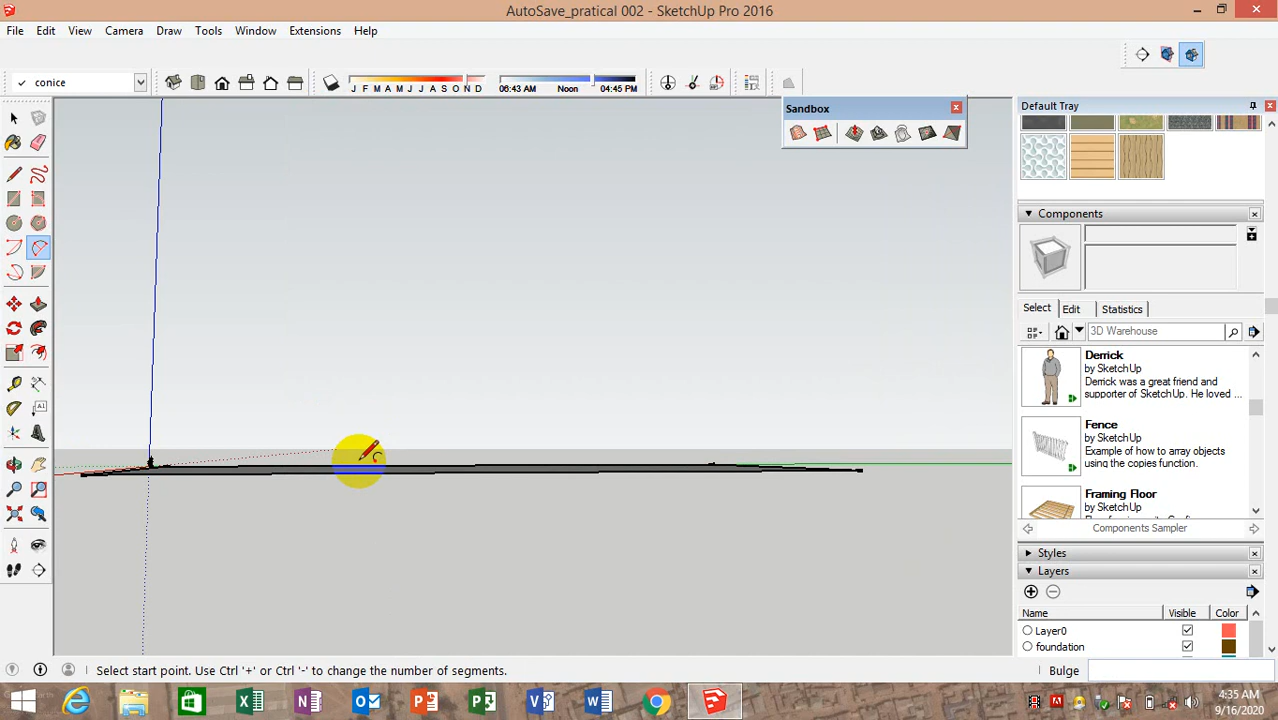 AutoSave_pratical 002 - SketchUp Pro 2016
File Edit View Camera Draw Tools Window Extensions Help
conice
J F M A M J J A S O N D
06:43 AM Noon 04:45 PM
Sandbox
Default Tray
Components
Select Edit Statistics
3D Warehouse
Derrick
by SketchUp
Derrick was a great friend and
supporter of SketchUp. He loved ...
Fence
by SketchUp
Example of how to array objects
using the copies function.
Framing Floor
by SketchUp
Components Sampler
Styles
Layers
Name Visible Color
Layer0
foundation
Select start point. Use Ctrl '+' or Ctrl '-' to change the number of segments.
Bulge
4:35 AM
9/16/2020